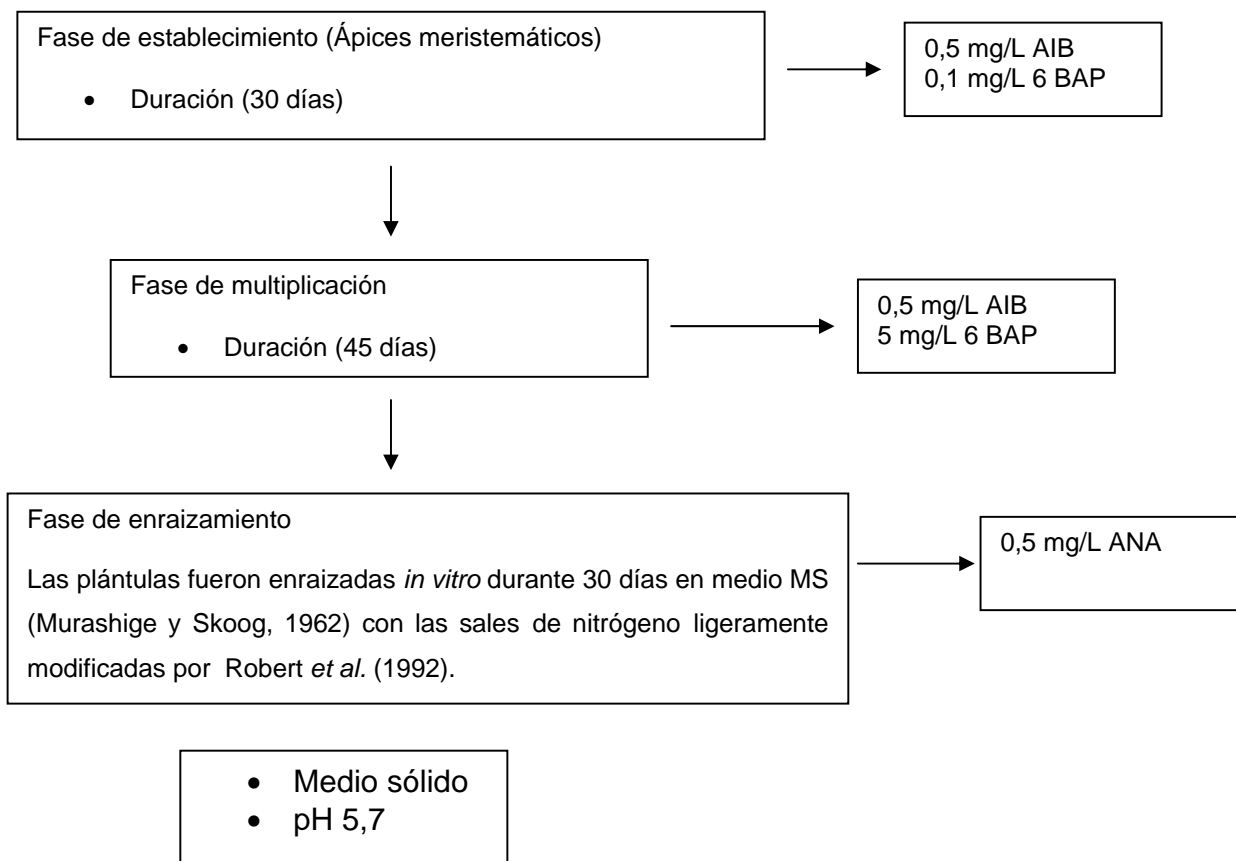 Fase de establecimiento (Ápices meristemáticos)
• Duración (30 días)
0,5 mg/L AIB
0,1 mg/L 6 BAP
Fase de multiplicación
• Duración (45 días)
0,5 mg/L AIB
5 mg/L 6 BAP
Fase de enraizamiento
Las plántulas fueron enraizadas in vitro durante 30 días en medio MS
(Murashige y Skoog, 1962) con las sales de nitrógeno ligeramente
modificadas por Robert et al. (1992).
0,5 mg/L ANA
• Medio sólido
• pH 5,7